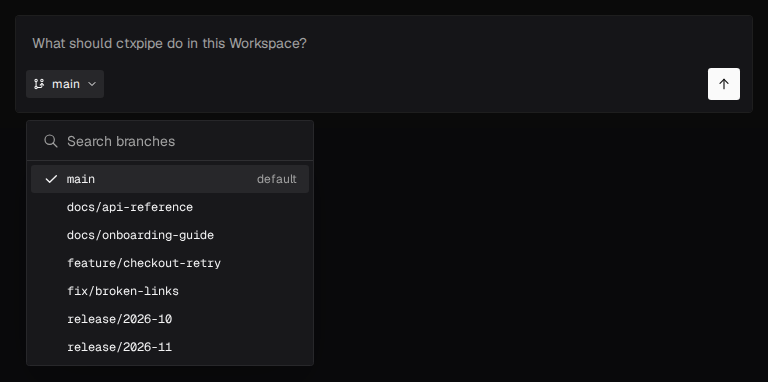 What should ctxpipe do in this Workspace?
main
Search branches
main default
docs/api-reference
docs/onboarding-guide
feature/checkout-retry
fix/broken-links
release/2026-10
release/2026-11